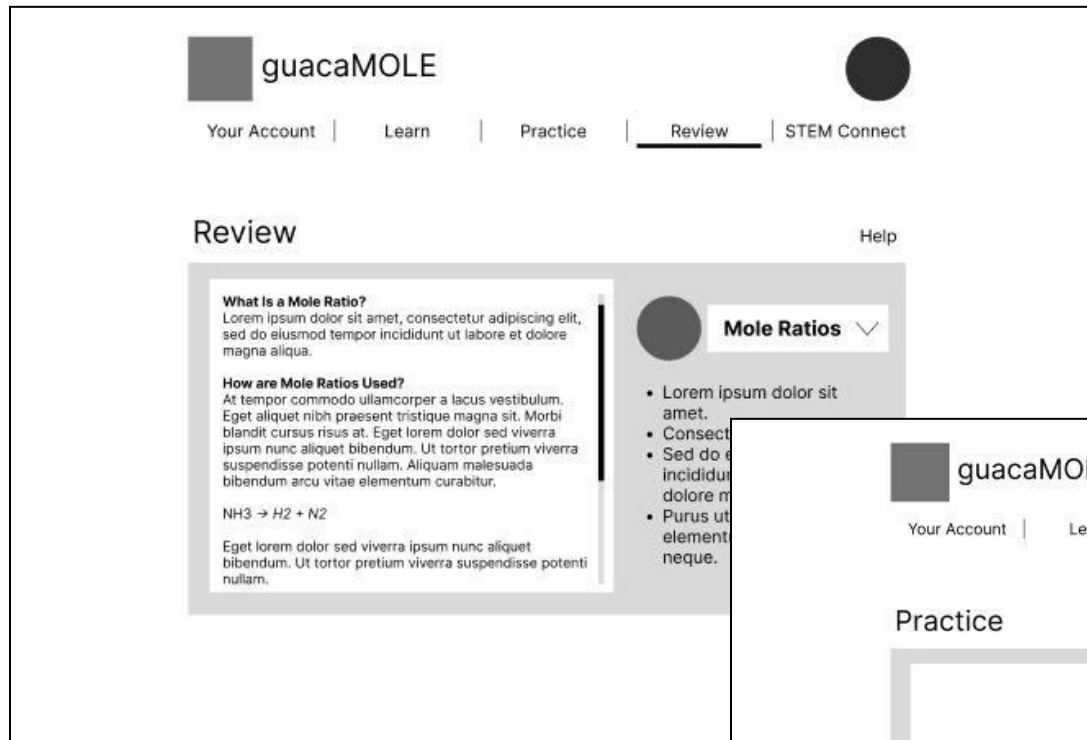 guacaMOLE
Your Account
Learn
Practice
Review
STEM Connect
Review
Help
What Is a Mole Ratio?
Lorem ipsum dolor sit amet, consectetur adipiscing elit,
sed do eiusmod tempor incididunt ut labore et dolore
magna aliqua.
How are Mole Ratios Used?
At tempor commodo ullamcorper a lacus vestibulum.
Eget aliquet nibh praesent tristique magna sit. Morbi
blandit cursus risus at. Eget lorem dolor sed viverra
ipsum nunc aliquet bibendum. Ut tortor pretium viverra
suspendisse potenti nullam. Aliquam malesuada
bibendum arcu vitae elementum curabitur.
NH3 → H2 + N2
Eget lorem dolor sed viverra ipsum nunc aliquet
bibendum. Ut tortor pretium viverra suspendisse potenti
nullam.
Mole Ratios
• Lorem ipsum dolor sit
amet.
• Consect
• Sed do e
incididu
dolore m
• Purus ut
element
neque.
guacaMO
Your Account
Le
Practice